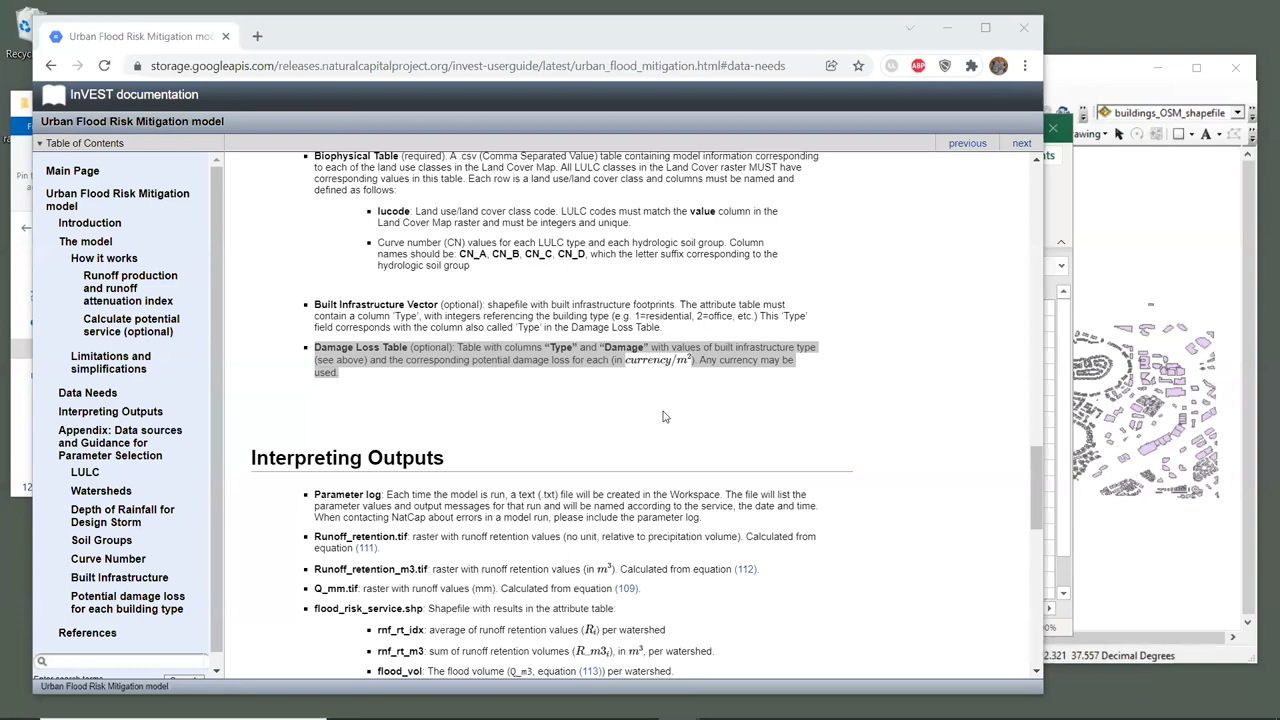 Recyc
Urban Flood Risk Mitigation mo
storage.googleapis.com/releases.naturalcapitalproject.org/invest-userguide/latest/urban_flood_mitigation.html#data-needs
ABP
InVEST documentation
Urban Flood Risk Mitigation model
Table of Contents
previous
next
Main Page
Urban Flood Risk Mitigation
model
Introduction
The model
How it works
Runoff production
and runoff
attenuation index
Calculate potential
service (optional)
Limitations and
simplifications
Data Needs
Interpreting Outputs
Appendix: Data sources
and Guidance for
Parameter Selection
LULC
Watersheds
Depth of Rainfall for
Design Storm
Soil Groups
Curve Number
Built Infrastructure
Potential damage loss
for each building type
References
Enter search terms
Urban Flood Risk Mitigation model
Biophysical Table (required). A .csv (Comma Separated Value) table containing model information corresponding
to each of the land use classes in the Land Cover Map. All LULC classes in the Land Cover raster MUST have
corresponding values in this table. Each row is a land use/land cover class and columns must be named and
defined as follows:
lucode: Land use/land cover class code. LULC codes must match the value column in the
Land Cover Map raster and must be integers and unique.
Curve number (CN) values for each LULC type and each hydrologic soil group. Column
names should be: CN_A, CN_B, CN_C, CN_D, which the letter suffix corresponding to the
hydrologic soil group
Built Infrastructure Vector (optional): shapefile with built infrastructure footprints. The attribute table must
contain a column 'Type', with integers referencing the building type (e.g. 1=residential, 2=office, etc.) This 'Type'
field corresponds with the column also called 'Type' in the Damage Loss Table.
Damage Loss Table (optional): Table with columns "Type" and "Damage" with values of built infrastructure type
(see above) and the corresponding potential damage loss for each (in currency/m²). Any currency may be
used.
Interpreting Outputs
Parameter log: Each time the model is run, a text (.txt) file will be created in the Workspace. The file will list the
parameter values and output messages for that run and will be named according to the service, the date and time.
When contacting NatCap about errors in a model run, please include the parameter log.
Runoff_retention.tif: raster with runoff retention values (no unit, relative to precipitation volume). Calculated from
equation (111).
Runoff_retention_m3.tif: raster with runoff retention values (in m³). Calculated from equation (112).
Q_mm.tif: raster with runoff values (mm). Calculated from equation (109).
flood_risk_service.shp: Shapefile with results in the attribute table:
rnf_rt_idx: average of runoff retention values (Ri) per watershed
rnf_rt_m3: sum of runoff retention volumes (R_m3i), in m³, per watershed.
flood_vol: The flood volume (Q_m3, equation (113)) per watershed.
buildings_OSM_shapefile
awing
A
nts
0%
2.321 37.557 Decimal Degrees
F
ra
Pin
12